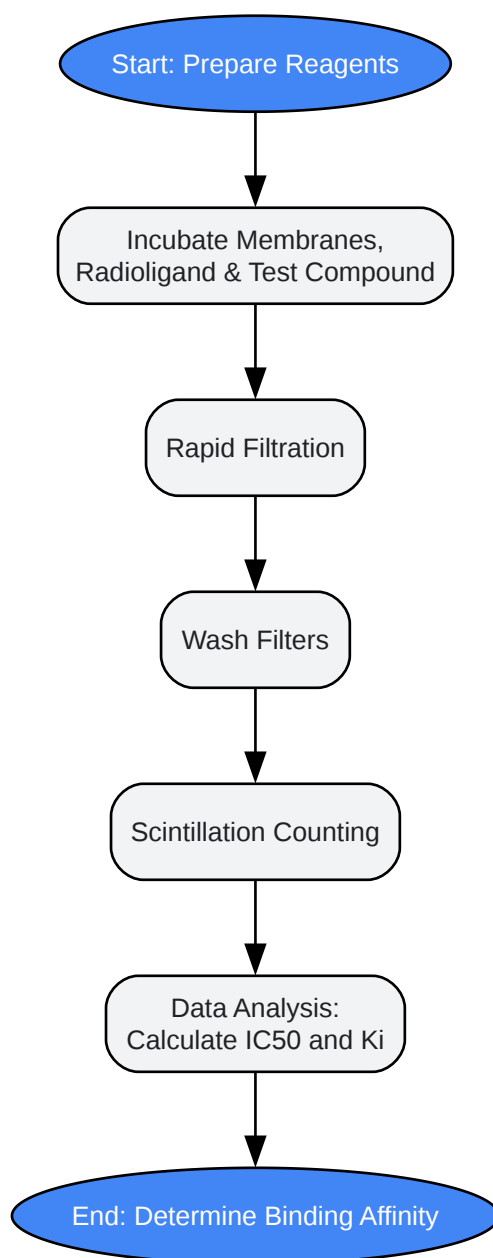 Start: Prepare Reagents
Incubate Membranes,
Radioligand & Test Compound
Rapid Filtration
Wash Filters
Scintillation Counting
Data Analysis:
Calculate IC50 and Ki
End: Determine Binding Affinity